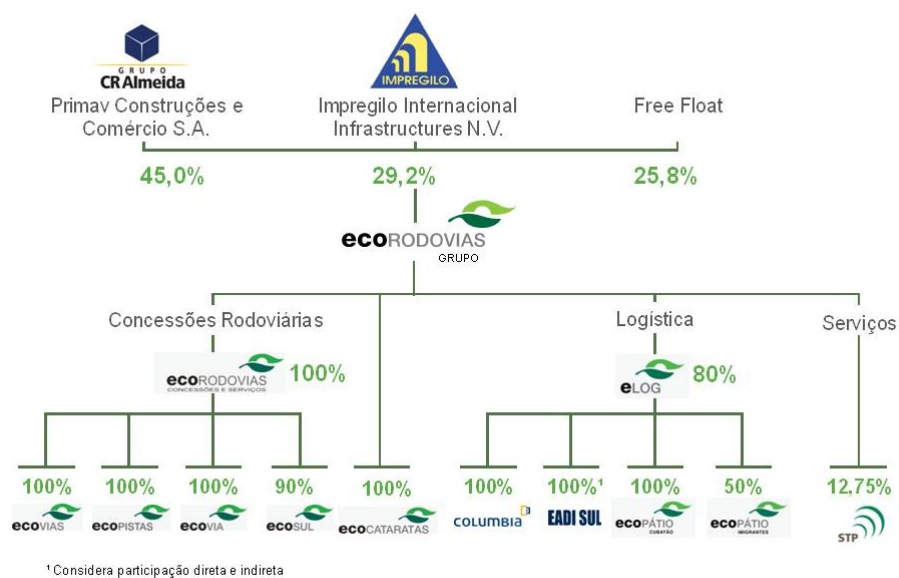 GRUPO
CR Almeida
IMPREGILO
Primav Construções e
Comércio S.A.
Impregilo Internacional
Infrastructures N.V.
Free Float
45,0%
29,2%
25,8%
ecoRODOVIAS
GRUPO
Concessões Rodoviárias
Logística
Serviços
ecoRODOVIAS
CONCESSÕES E SERVIÇOS
100%
eLOG
80%
100%
100%
100%
90%
100%
100%
100%¹
100%
50%
12,75%
ecoVIAS
ecoPISTAS
ecoVIA
ecoSUL
ecoCATARATAS
COLUMBIA
EADI SUL
ecoPÁTIO
CUBATÃO
ecoPÁTIO
IMIGRANTES
STP
¹ Considera participação direta e indireta